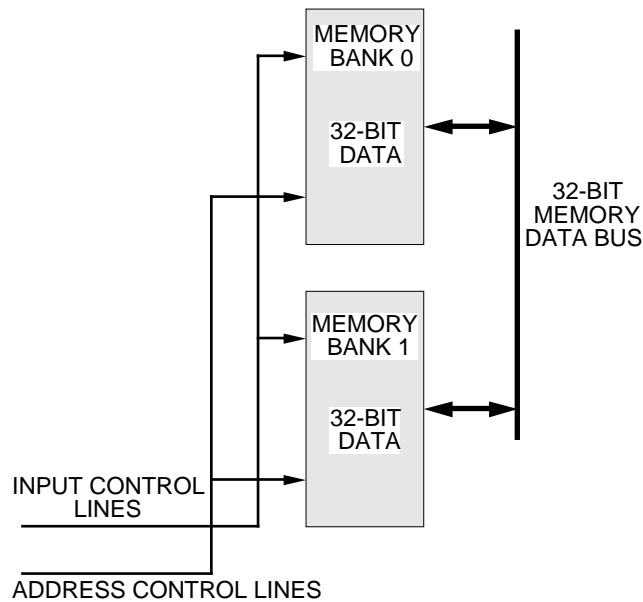 MEMORY
BANK 0
32-BIT
DATA
32-BIT
MEMORY
DATA BUS
MEMORY
BANK 1
32-BIT
DATA
INPUT CONTROL
LINES
ADDRESS CONTROL LINES